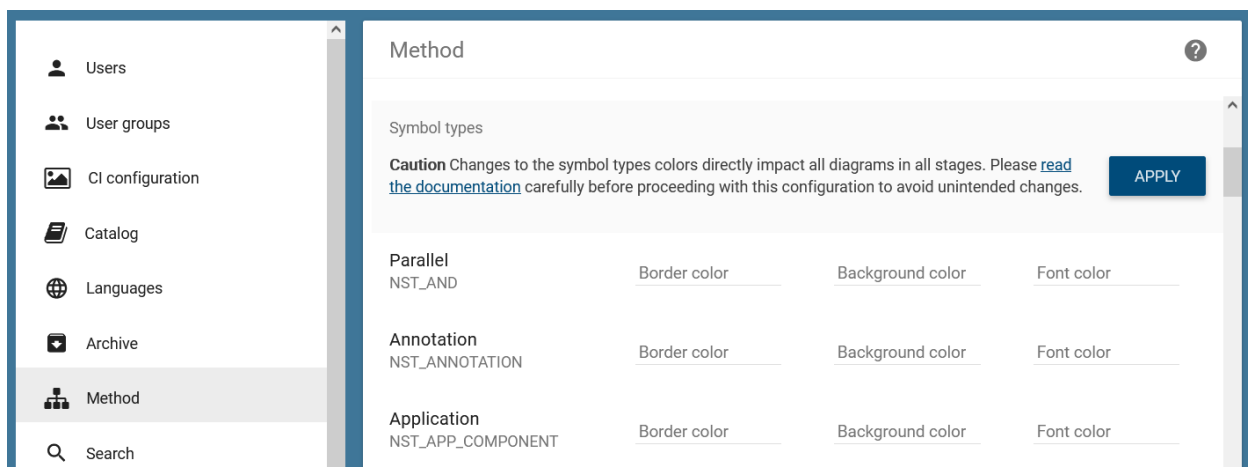 Users
User groups
CI configuration
Catalog
Languages
Archive
Method
Search
Method
Symbol types
Caution Changes to the symbol types colors directly impact all diagrams in all stages. Please read
the documentation carefully before proceeding with this configuration to avoid unintended changes.
APPLY
Parallel
NST_AND
Border color
Background color
Font color
Annotation
NST_ANNOTATION
Border color
Background color
Font color
Application
NST_APP_COMPONENT
Border color
Background color
Font color